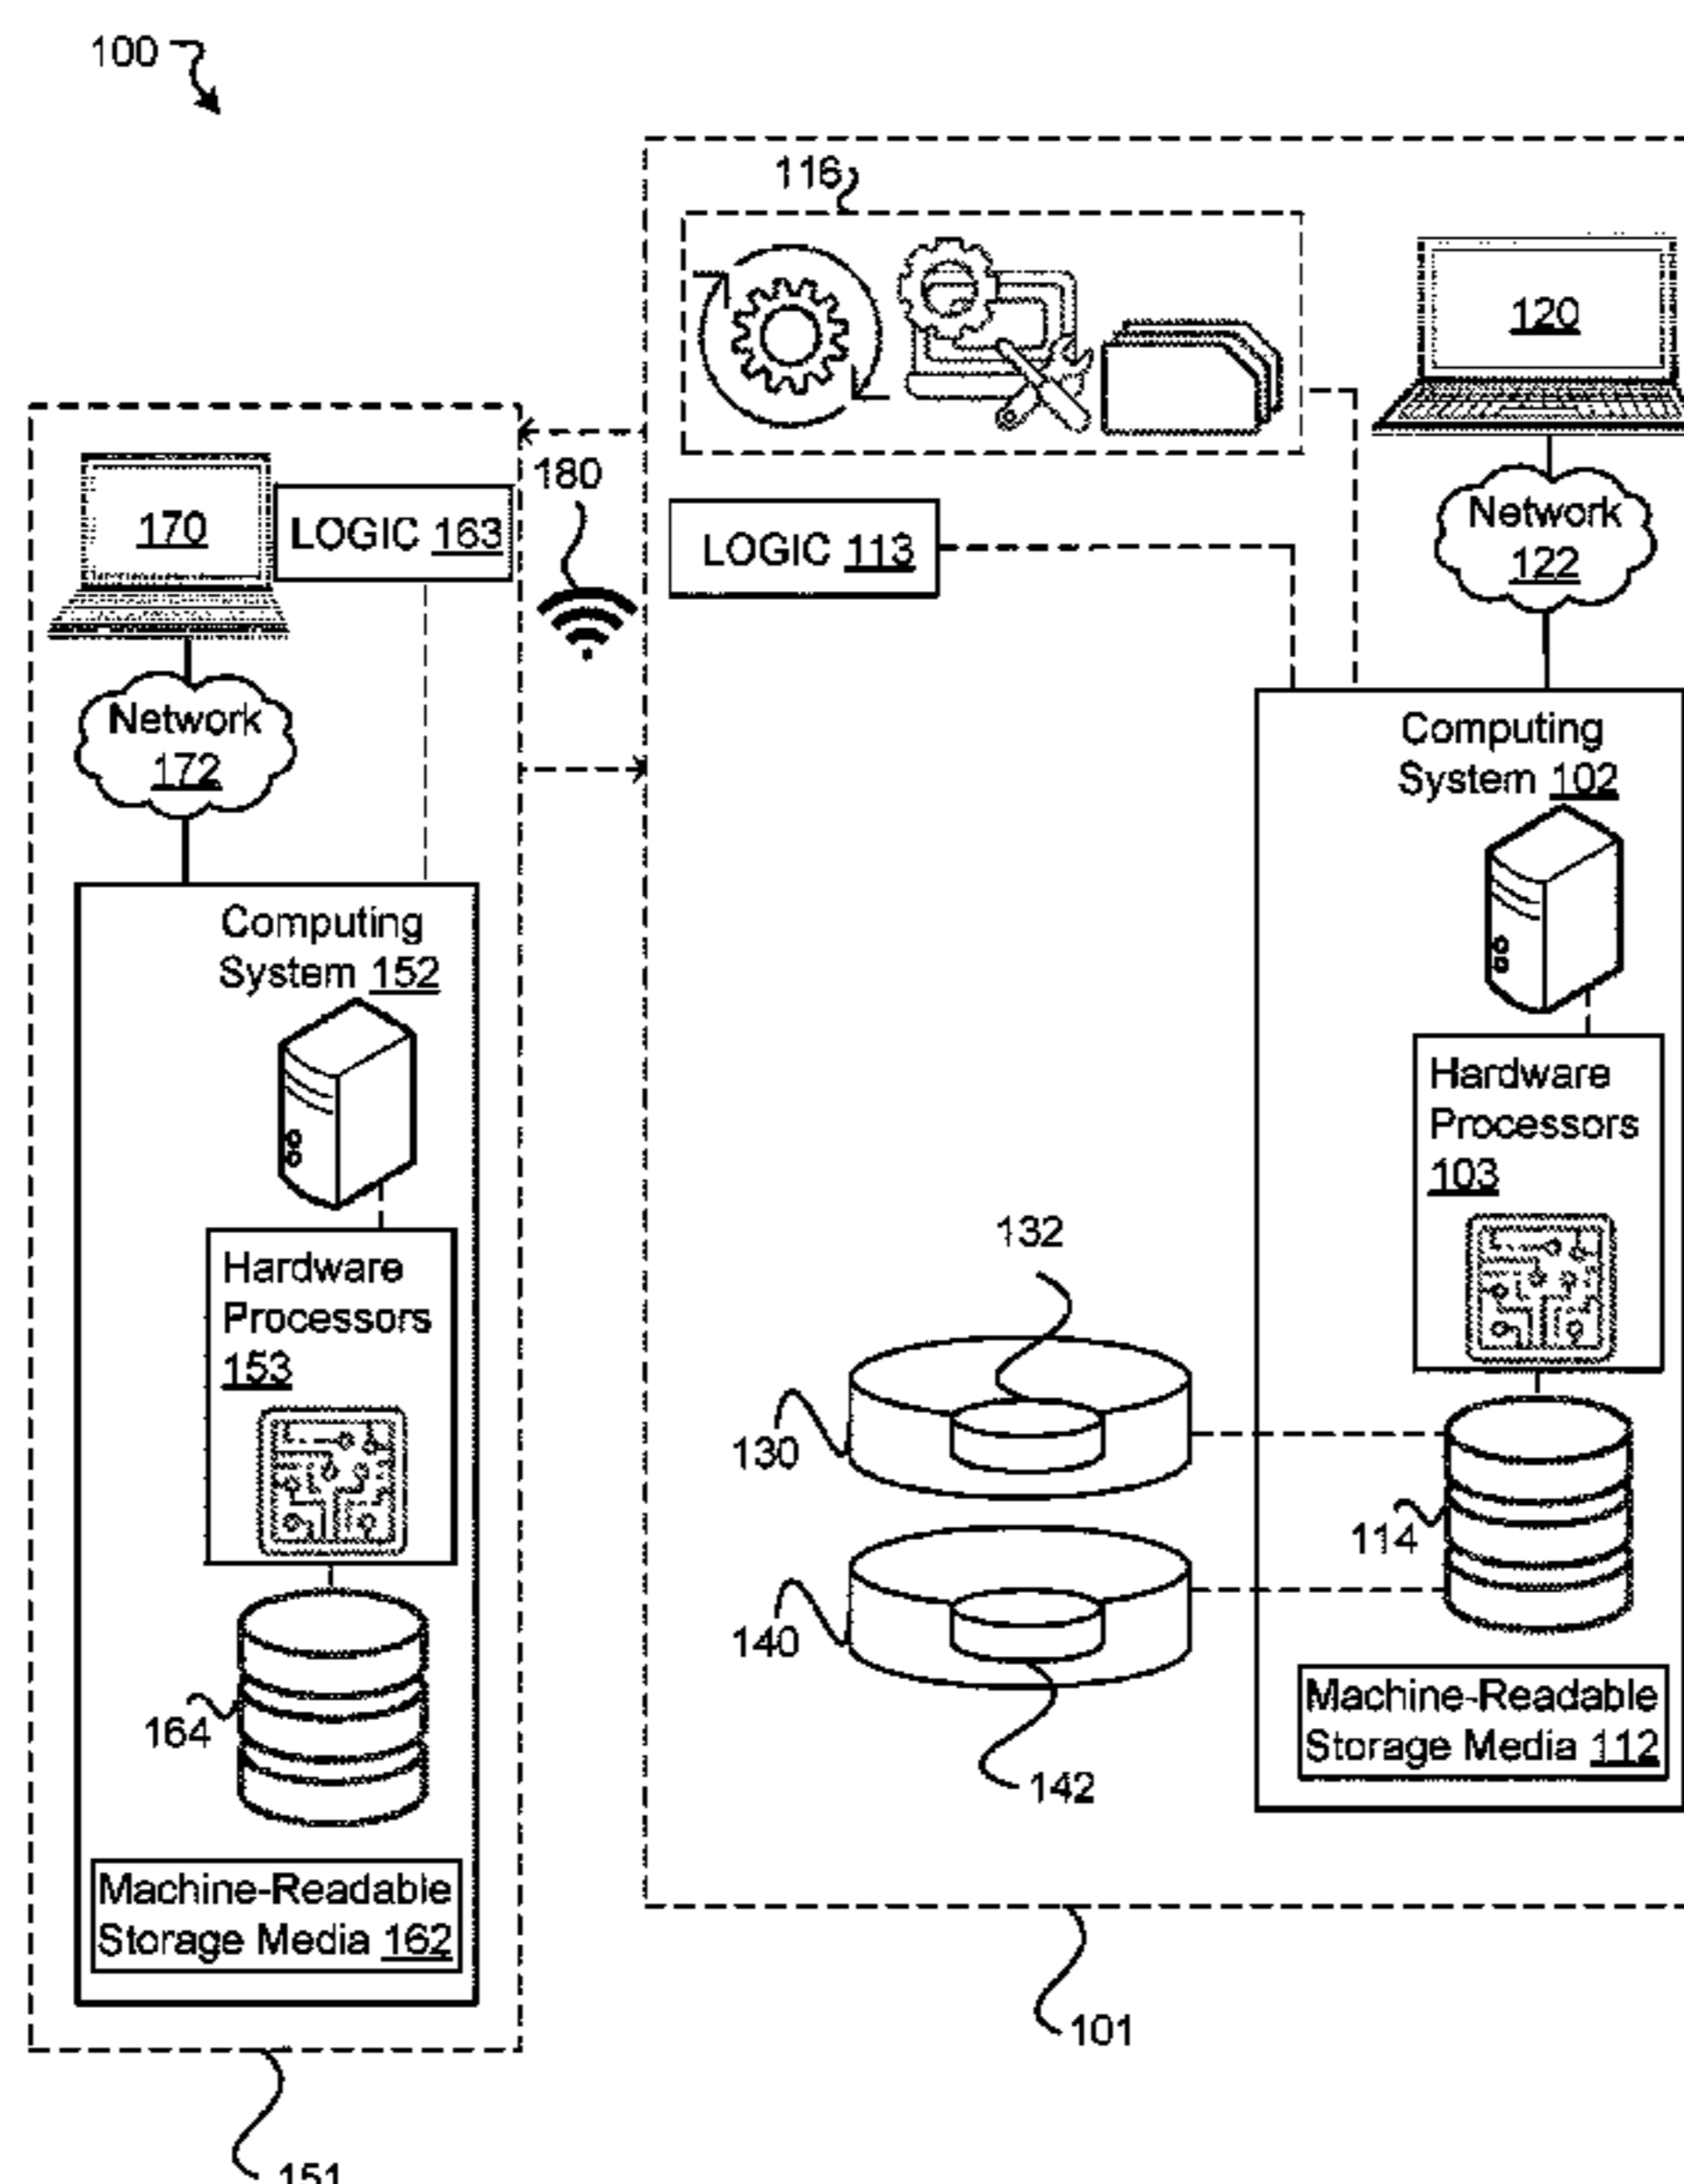 100
116
120
180
170
LOGIC 163
LOGIC 113
Network
122
Network
172
Computing
System 102
Computing
System 152
Hardware
Processors
103
132
Hardware
Processors
153
130
114
140
164
Machine-Readable
Storage Media 112
142
Machine-Readable
Storage Media 162
101
151